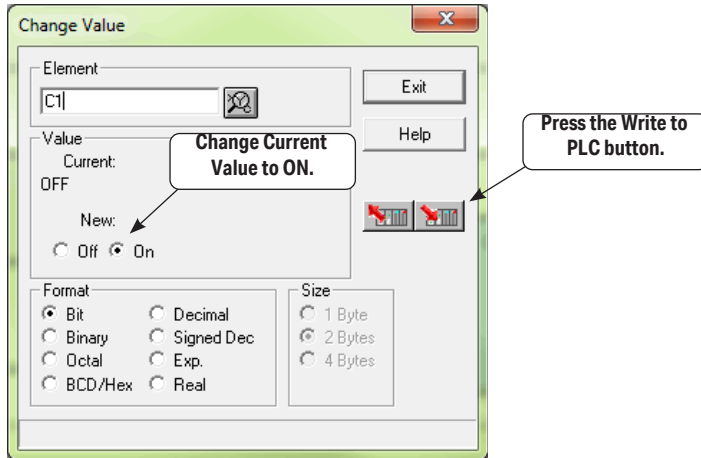 Change Value
Element
C1
Exit
Help
Value
Current:
OFF
Change Current
Value to ON.
Press the Write to
PLC button.
New:
Off On
Format
Bit Decimal
Binary Signed Dec
Octal Exp.
BCD/Hex Real
Size
1 Byte
2 Bytes
4 Bytes